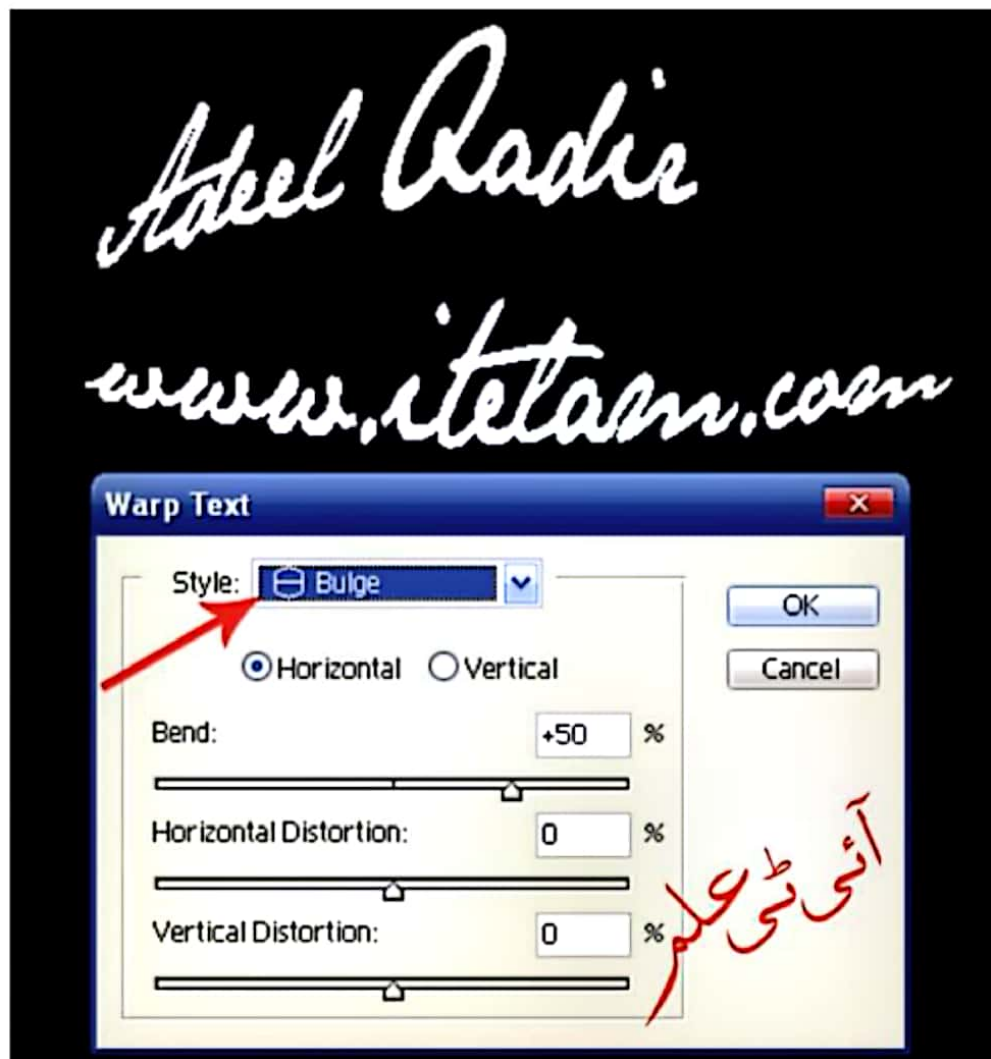 Adeel Qadir
www.itelam.com
Warp Text
Style: Bulge
OK
Horizontal Vertical
Cancel
Bend: +50 %
Horizontal Distortion: 0 %
Vertical Distortion: 0 %
آئی ٹی علم